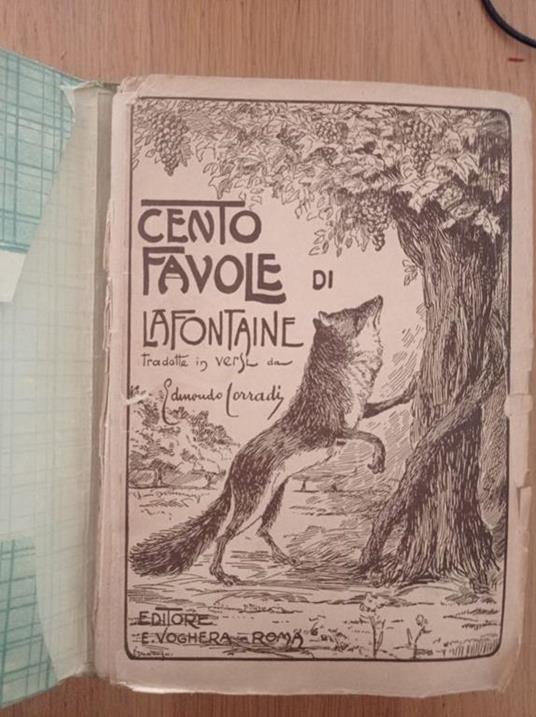 CENTO
FAVOLE DI
LAFONTAINE
tradotte in versi da
Edmondo Corradi
EDITORE
E. VOGHERA = ROMA